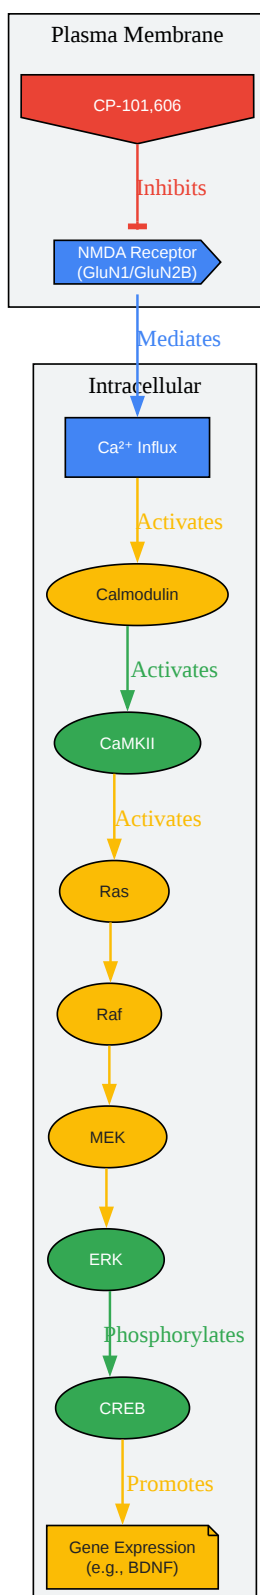 Plasma Membrane
CP-101,606
Inhibits
NMDA Receptor
(GluN1/GluN2B)
Mediates
Intracellular
Ca²⁺ Influx
Activates
Calmodulin
Activates
CaMKII
Activates
Ras
Raf
MEK
ERK
Phosphorylates
CREB
Promotes
Gene Expression
(e.g., BDNF)